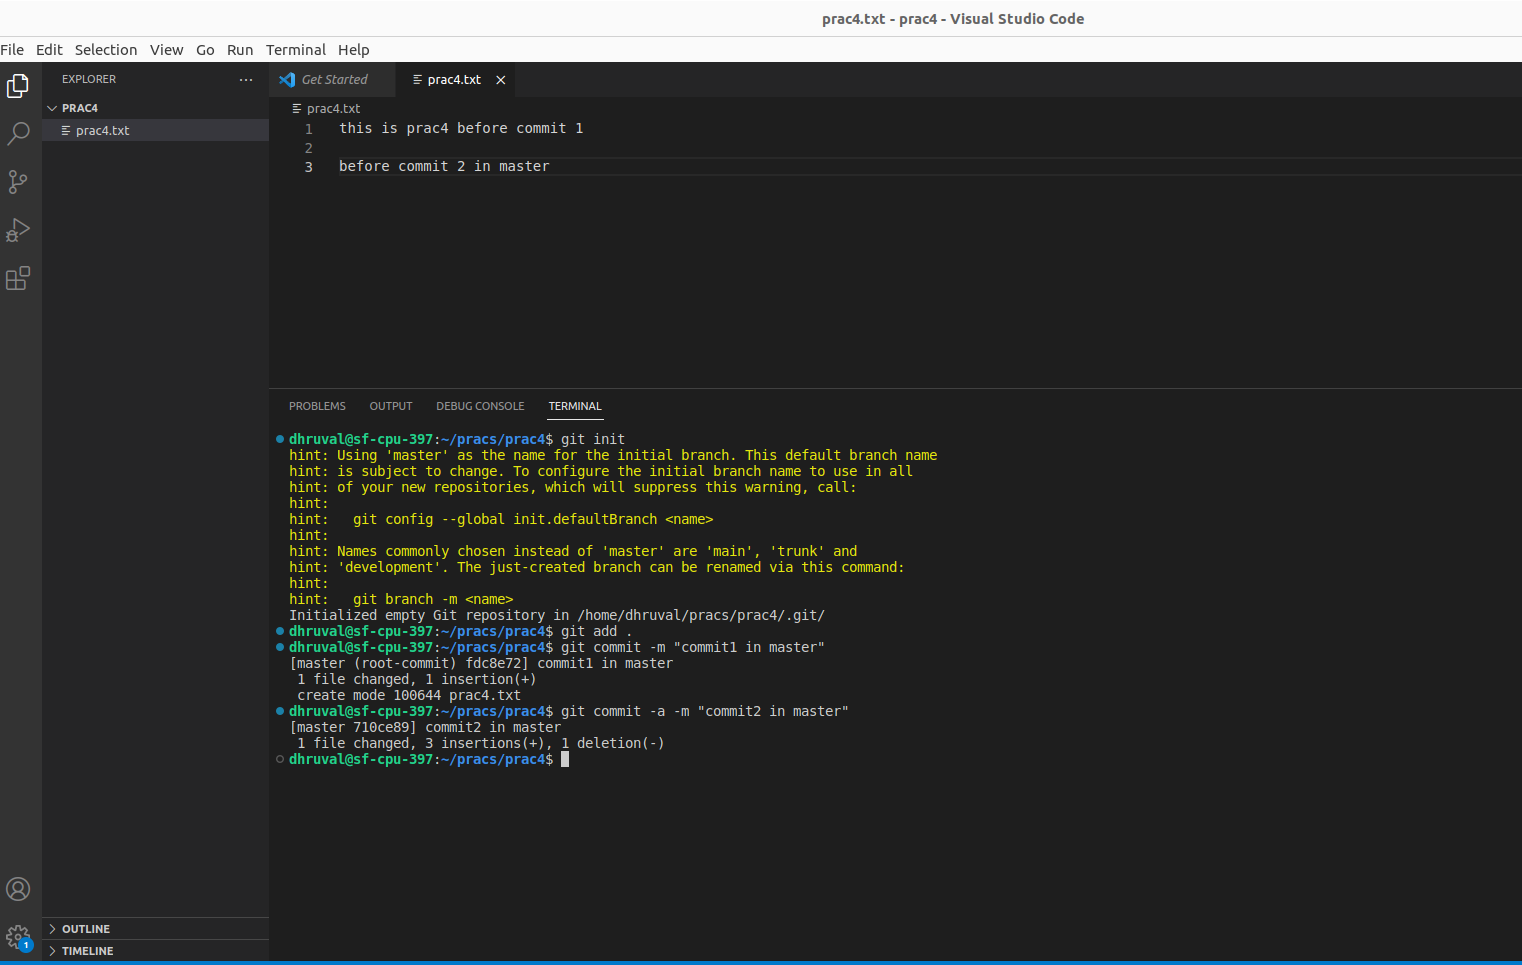 prac4.txt - prac4 - Visual Studio Code
File Edit Selection View Go Run Terminal Help
EXPLORER ...
PRAC4
prac4.txt
Get Started
prac4.txt
prac4.txt
1 this is prac4 before commit 1
2
3 before commit 2 in master
PROBLEMS OUTPUT DEBUG CONSOLE TERMINAL
dhruval@sf-cpu-397:~/pracs/prac4$ git init
hint: Using 'master' as the name for the initial branch. This default branch name
hint: is subject to change. To configure the initial branch name to use in all
hint: of your new repositories, which will suppress this warning, call:
hint:
hint:   git config --global init.defaultBranch <name>
hint:
hint: Names commonly chosen instead of 'master' are 'main', 'trunk' and
hint: 'development'. The just-created branch can be renamed via this command:
hint:
hint:   git branch -m <name>
Initialized empty Git repository in /home/dhruval/pracs/prac4/.git/
dhruval@sf-cpu-397:~/pracs/prac4$ git add .
dhruval@sf-cpu-397:~/pracs/prac4$ git commit -m "commit1 in master"
[master (root-commit) fdc8e72] commit1 in master
 1 file changed, 1 insertion(+)
 create mode 100644 prac4.txt
dhruval@sf-cpu-397:~/pracs/prac4$ git commit -a -m "commit2 in master"
[master 710ce89] commit2 in master
 1 file changed, 3 insertions(+), 1 deletion(-)
dhruval@sf-cpu-397:~/pracs/prac4$
OUTLINE
1
TIMELINE